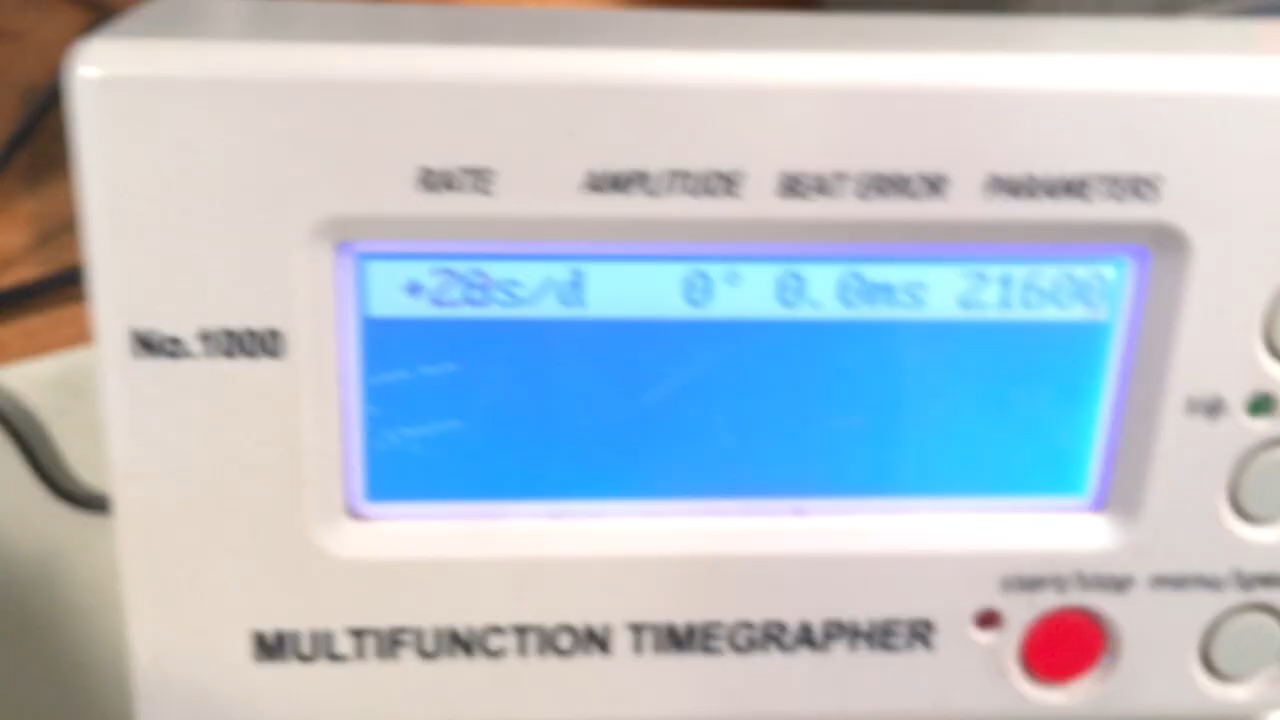 RATE AMPLITUDE BEAT ERROR PARAMETERS
+28s/d 0° 0.0ms 21600
No.1000
MULTIFUNCTION TIMEGRAPHER